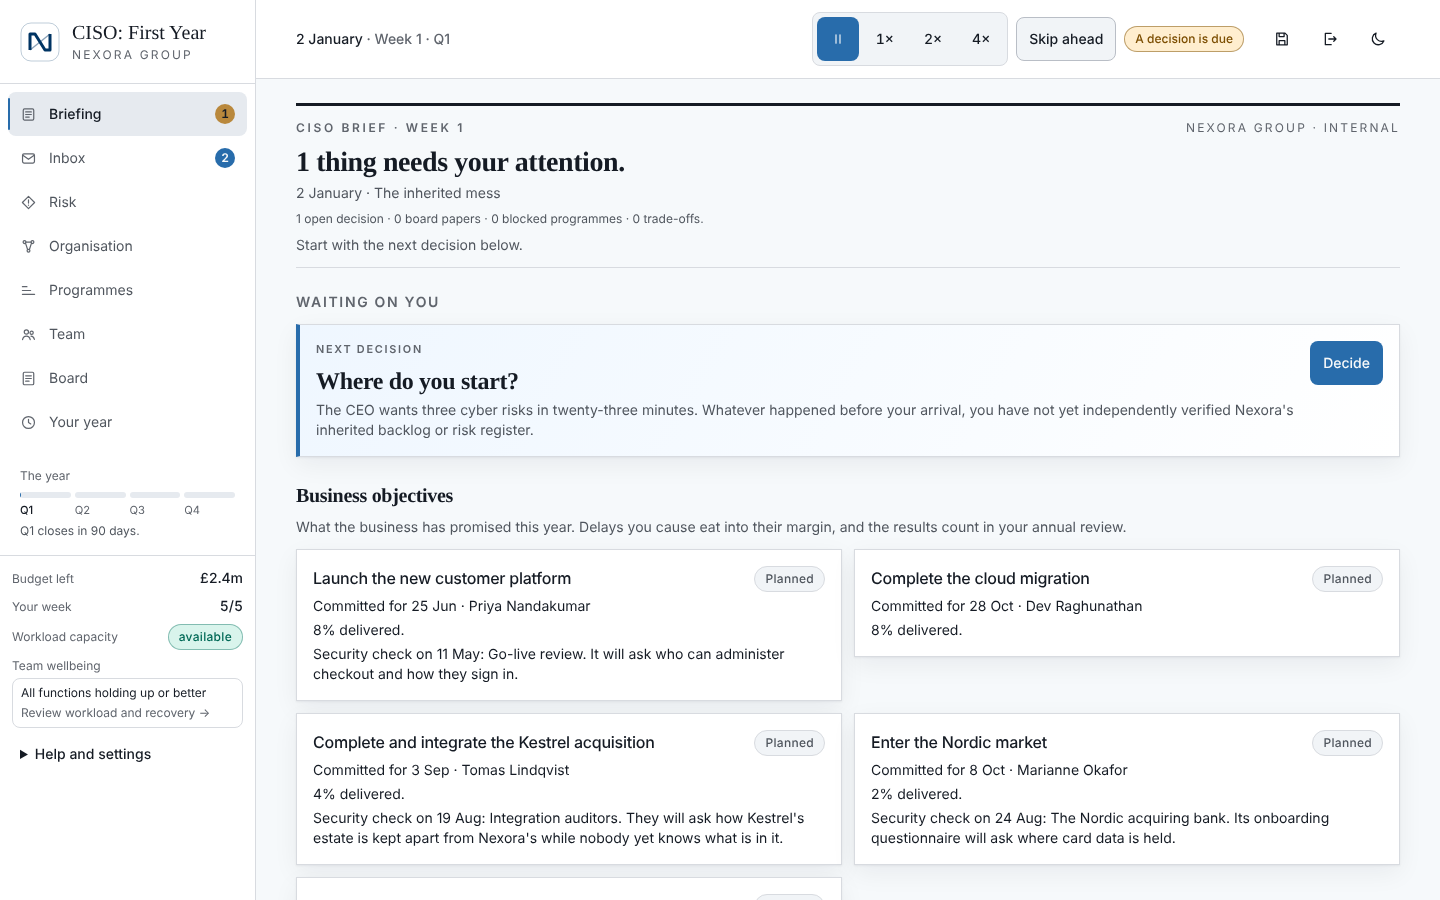 CISO: First Year
NEXORA GROUP
Briefing
1
Inbox
2
Risk
Organisation
Programmes
Team
Board
Your year
The year
Q1
Q2
Q3
Q4
Q1 closes in 90 days.
Budget left
£2.4m
Your week
5/5
Workload capacity
available
Team wellbeing
All functions holding up or better
Review workload and recovery →
Help and settings
2 January · Week 1 · Q1
1×
2×
4×
Skip ahead
A decision is due
CISO BRIEF · WEEK 1
NEXORA GROUP · INTERNAL
1 thing needs your attention.
2 January · The inherited mess
1 open decision · 0 board papers · 0 blocked programmes · 0 trade-offs.
Start with the next decision below.
WAITING ON YOU
NEXT DECISION
Where do you start?
The CEO wants three cyber risks in twenty-three minutes. Whatever happened before your arrival, you have not yet independently verified Nexora's
inherited backlog or risk register.
Decide
Business objectives
What the business has promised this year. Delays you cause eat into their margin, and the results count in your annual review.
Launch the new customer platform
Planned
Committed for 25 Jun · Priya Nandakumar
8% delivered.
Security check on 11 May: Go-live review. It will ask who can administer
checkout and how they sign in.
Complete the cloud migration
Planned
Committed for 28 Oct · Dev Raghunathan
8% delivered.
Complete and integrate the Kestrel acquisition
Planned
Committed for 3 Sep · Tomas Lindqvist
4% delivered.
Security check on 19 Aug: Integration auditors. They will ask how Kestrel's
estate is kept apart from Nexora's while nobody yet knows what is in it.
Enter the Nordic market
Planned
Committed for 8 Oct · Marianne Okafor
2% delivered.
Security check on 24 Aug: The Nordic acquiring bank. Its onboarding
questionnaire will ask where card data is held.